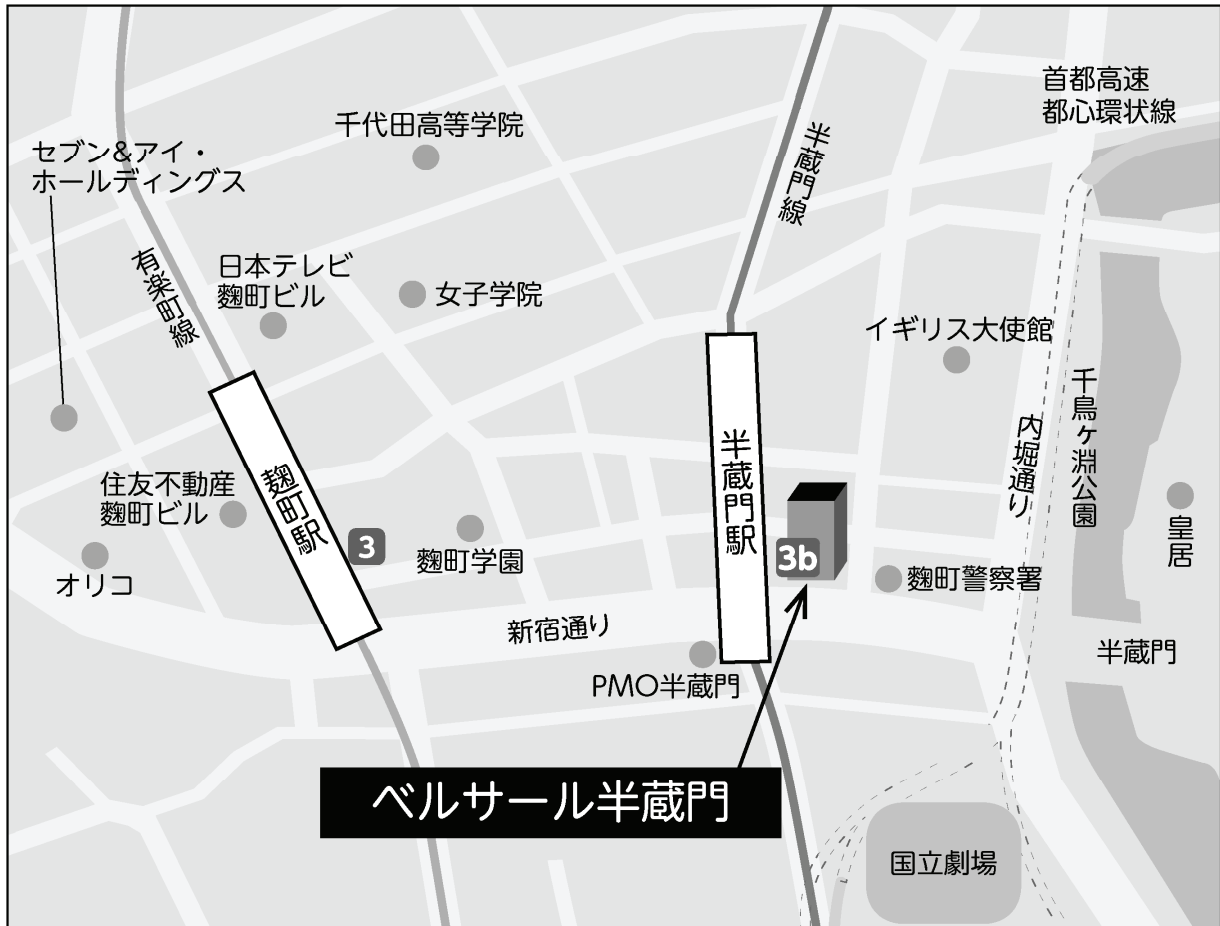 首都高速
都心環状線
千代田高等学院
セブン&アイ・
ホールディングス
半蔵門線
有楽町線
日本テレビ
麴町ビル
女子学院
イギリス大使館
千鳥ヶ淵公園
内堀通り
半蔵門駅
麴町駅
住友不動産
麴町ビル
3
麴町学園
オリコ
3b
麴町警察署
皇居
新宿通り
半蔵門
PMO半蔵門
ベルサール半蔵門
国立劇場